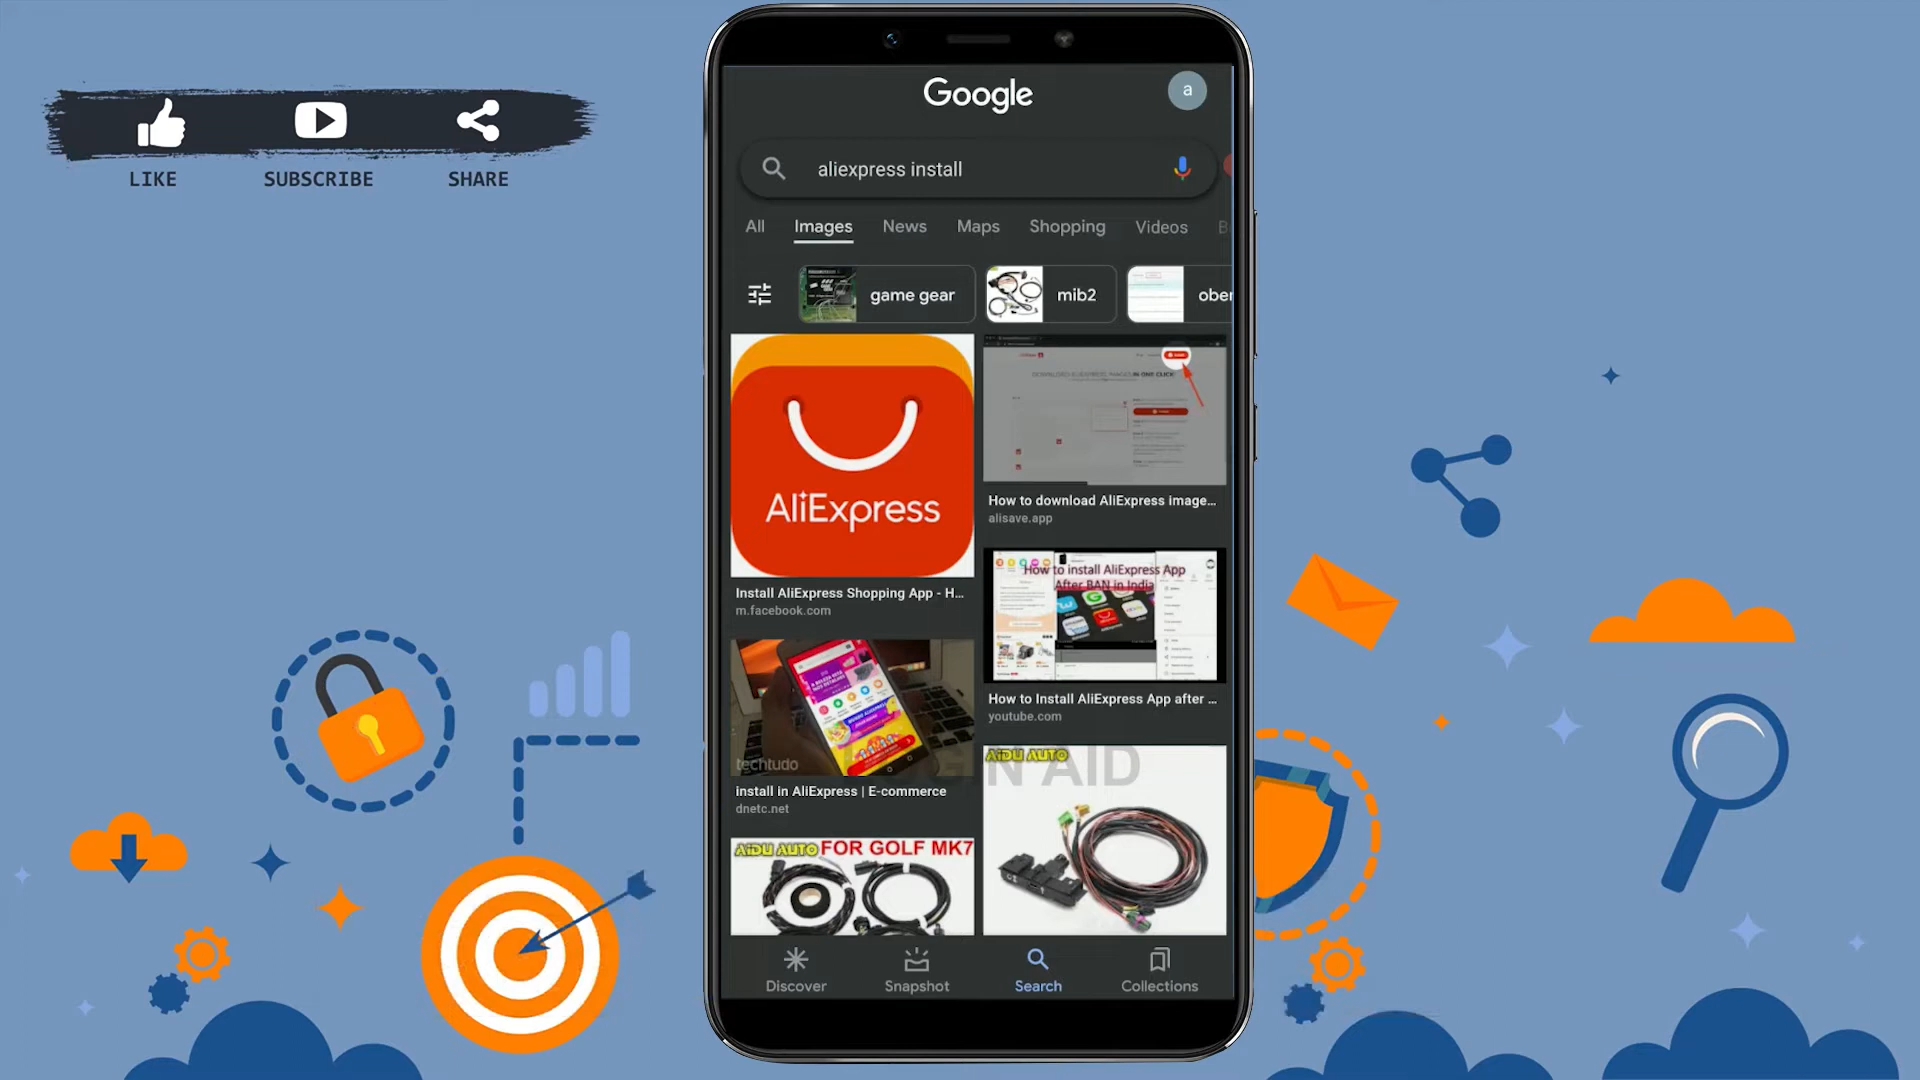 LIKE
SUBSCRIBE
SHARE
Google
a
aliexpress install
All
Images
News
Maps
Shopping
Videos
B
game gear
mib2
ober
AliExpress
Install AliExpress Shopping App - H...
m.facebook.com
How to download AliExpress image...
alisave.app
How to install AliExpress App
After BAN in India
How to Install AliExpress App after ...
youtube.com
techtudo
install in AliExpress | E-commerce
dnetc.net
GIN AID
AiDU AUTO
AiDU AUTO FOR GOLF MK7
Discover
Snapshot
Search
Collections